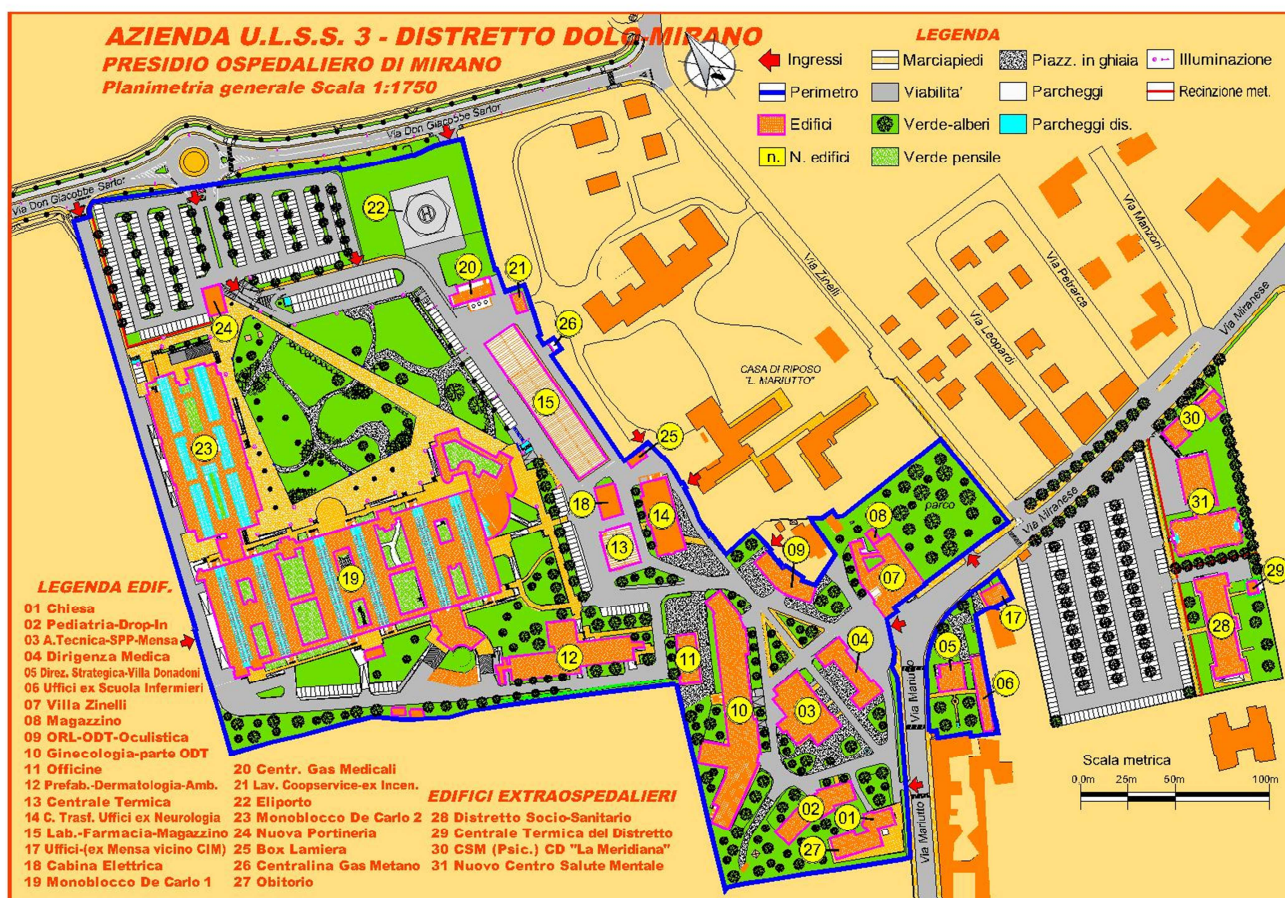 AZIENDA U.L.S.S. 3 - DISTRETTO DOLO-MIRANO
PRESIDIO OSPEDALIERO DI MIRANO
Planimetria generale Scala 1:1750
LEGENDA
Ingressi
Marciapiedi
Piazz. in ghiaia
Illuminazione
Perimetro
Viabilita'
Parcheggi
Recinzione met.
Edifici
Verde-alberi
Parcheggi dis.
n.
N. edifici
Verde pensile
Via Don Giacobbe Sartor
Via Don Giacobbe Sartor
Via Zinelli
Via Manzoni
Via Petrarca
Via Leopardi
Via Miranese
Via Miranese
CASA DI RIPOSO
"L. MARIUTTO"
parco
Via Mariutto
Via Mariutto
22
20
21
26
24
15
23
25
18
14
13
19
09
08
07
30
31
29
28
17
05
06
04
12
11
10
03
02
01
27
LEGENDA EDIF.
01 Chiesa
02 Pediatria-Drop-In
03 A.Tecnica-SPP-Mensa
04 Dirigenza Medica
05 Direz. Strategica-Villa Donadoni
06 Uffici ex Scuola Infermieri
07 Villa Zinelli
08 Magazzino
09 ORL-ODT-Oculistica
10 Ginecologia-parte ODT
11 Officine
12 Prefab.-Dermatologia-Amb.
13 Centrale Termica
14 C. Trasf. Uffici ex Neurologia
15 Lab.-Farmacia-Magazzino
17 Uffici-(ex Mensa vicino CIM)
18 Cabina Elettrica
19 Monoblocco De Carlo 1
20 Centr. Gas Medicali
21 Lav. Coopservice-ex Incen.
22 Eliporto
23 Monoblocco De Carlo 2
24 Nuova Portineria
25 Box Lamiera
26 Centralina Gas Metano
27 Obitorio
EDIFICI EXTRAOSPEDALIERI
28 Distretto Socio-Sanitario
29 Centrale Termica del Distretto
30 CSM (Psic.) CD "La Meridiana"
31 Nuovo Centro Salute Mentale
Scala metrica
0,0m 25m 50m 100m